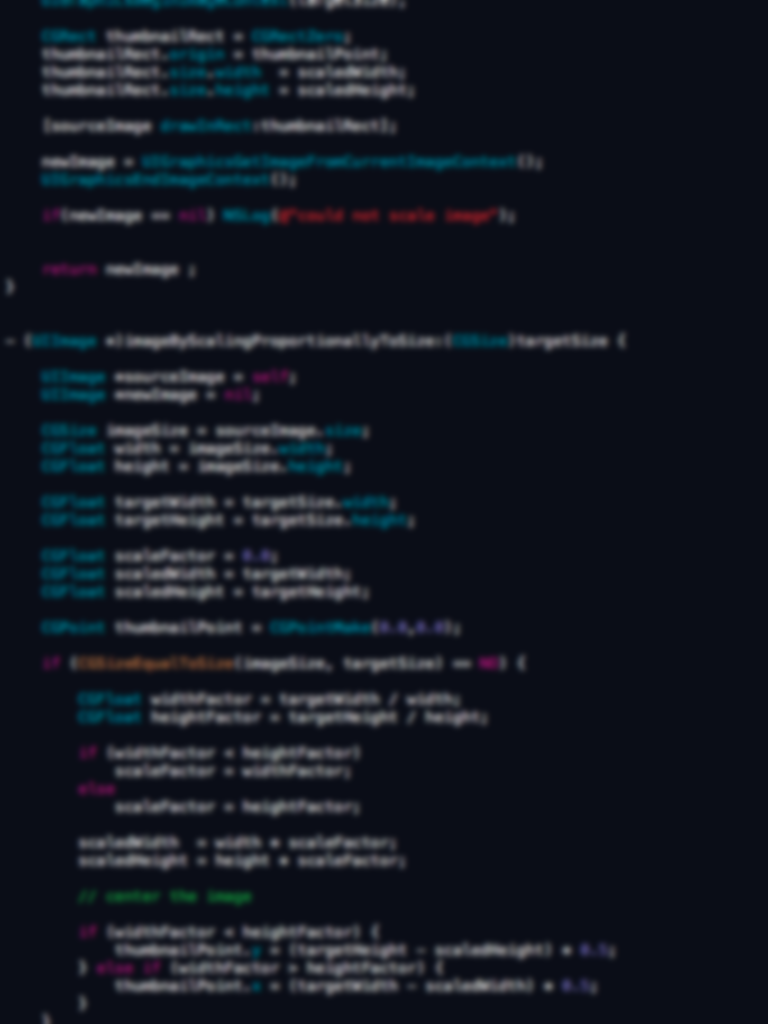 UIGraphicsBeginImageContext(targetSize);
CGRect thumbnailRect = CGRectZero;
thumbnailRect.origin = thumbnailPoint;
thumbnailRect.size.width  = scaledWidth;
thumbnailRect.size.height = scaledHeight;
[sourceImage drawInRect:thumbnailRect];
newImage = UIGraphicsGetImageFromCurrentImageContext();
UIGraphicsEndImageContext();
if(newImage == nil) NSLog(@"could not scale image");
return newImage ;
}
- (UIImage *)imageByScalingProportionallyToSize:(CGSize)targetSize {
UIImage *sourceImage = self;
UIImage *newImage = nil;
CGSize imageSize = sourceImage.size;
CGFloat width = imageSize.width;
CGFloat height = imageSize.height;
CGFloat targetWidth = targetSize.width;
CGFloat targetHeight = targetSize.height;
CGFloat scaleFactor = 0.0;
CGFloat scaledWidth = targetWidth;
CGFloat scaledHeight = targetHeight;
CGPoint thumbnailPoint = CGPointMake(0.0,0.0);
if (CGSizeEqualToSize(imageSize, targetSize) == NO) {
CGFloat widthFactor = targetWidth / width;
CGFloat heightFactor = targetHeight / height;
if (widthFactor < heightFactor)
scaleFactor = widthFactor;
else
scaleFactor = heightFactor;
scaledWidth  = width * scaleFactor;
scaledHeight = height * scaleFactor;
// center the image
if (widthFactor < heightFactor) {
thumbnailPoint.y = (targetHeight - scaledHeight) * 0.5;
} else if (widthFactor > heightFactor) {
thumbnailPoint.x = (targetWidth - scaledWidth) * 0.5;
}
}